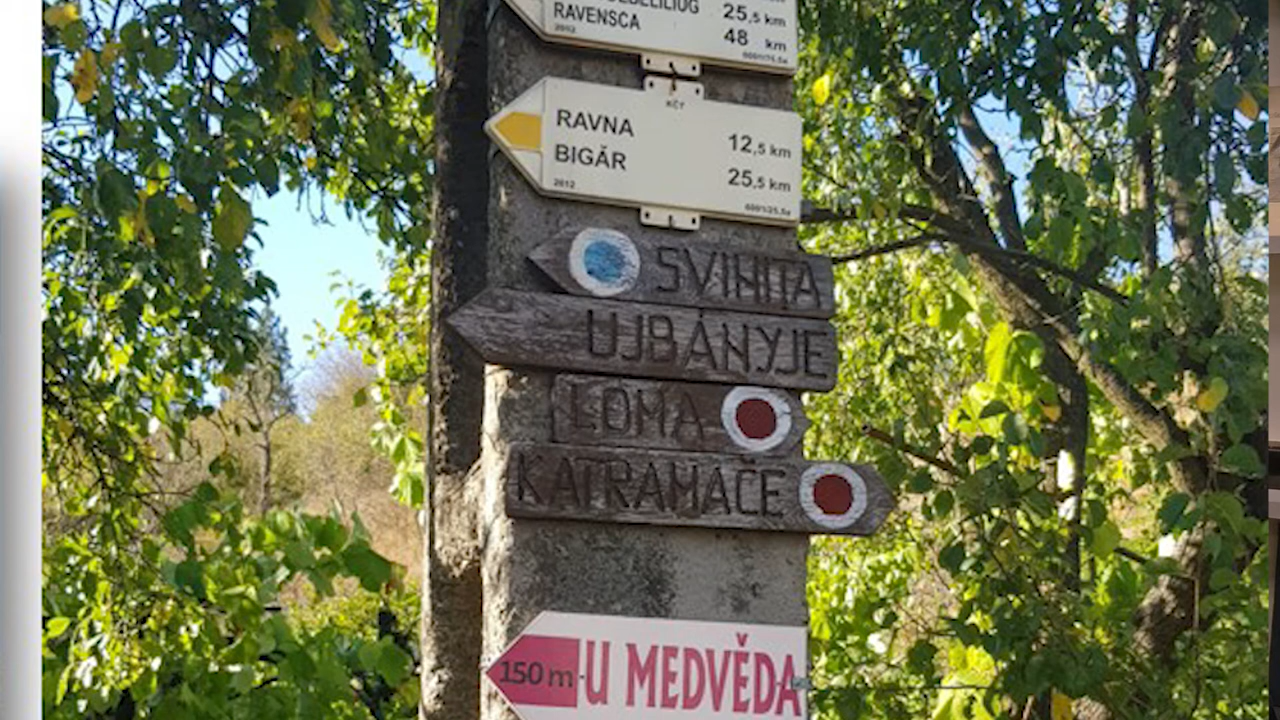 25,5 km
RAVENSCA 48 km
2012
KČT
RAVNA 12,5 km
BIGĂR 25,5 km
2012
SVINITA
UJBÁNYJE
LOMA
KATRAMAČE
150 m U MEDVĚDA